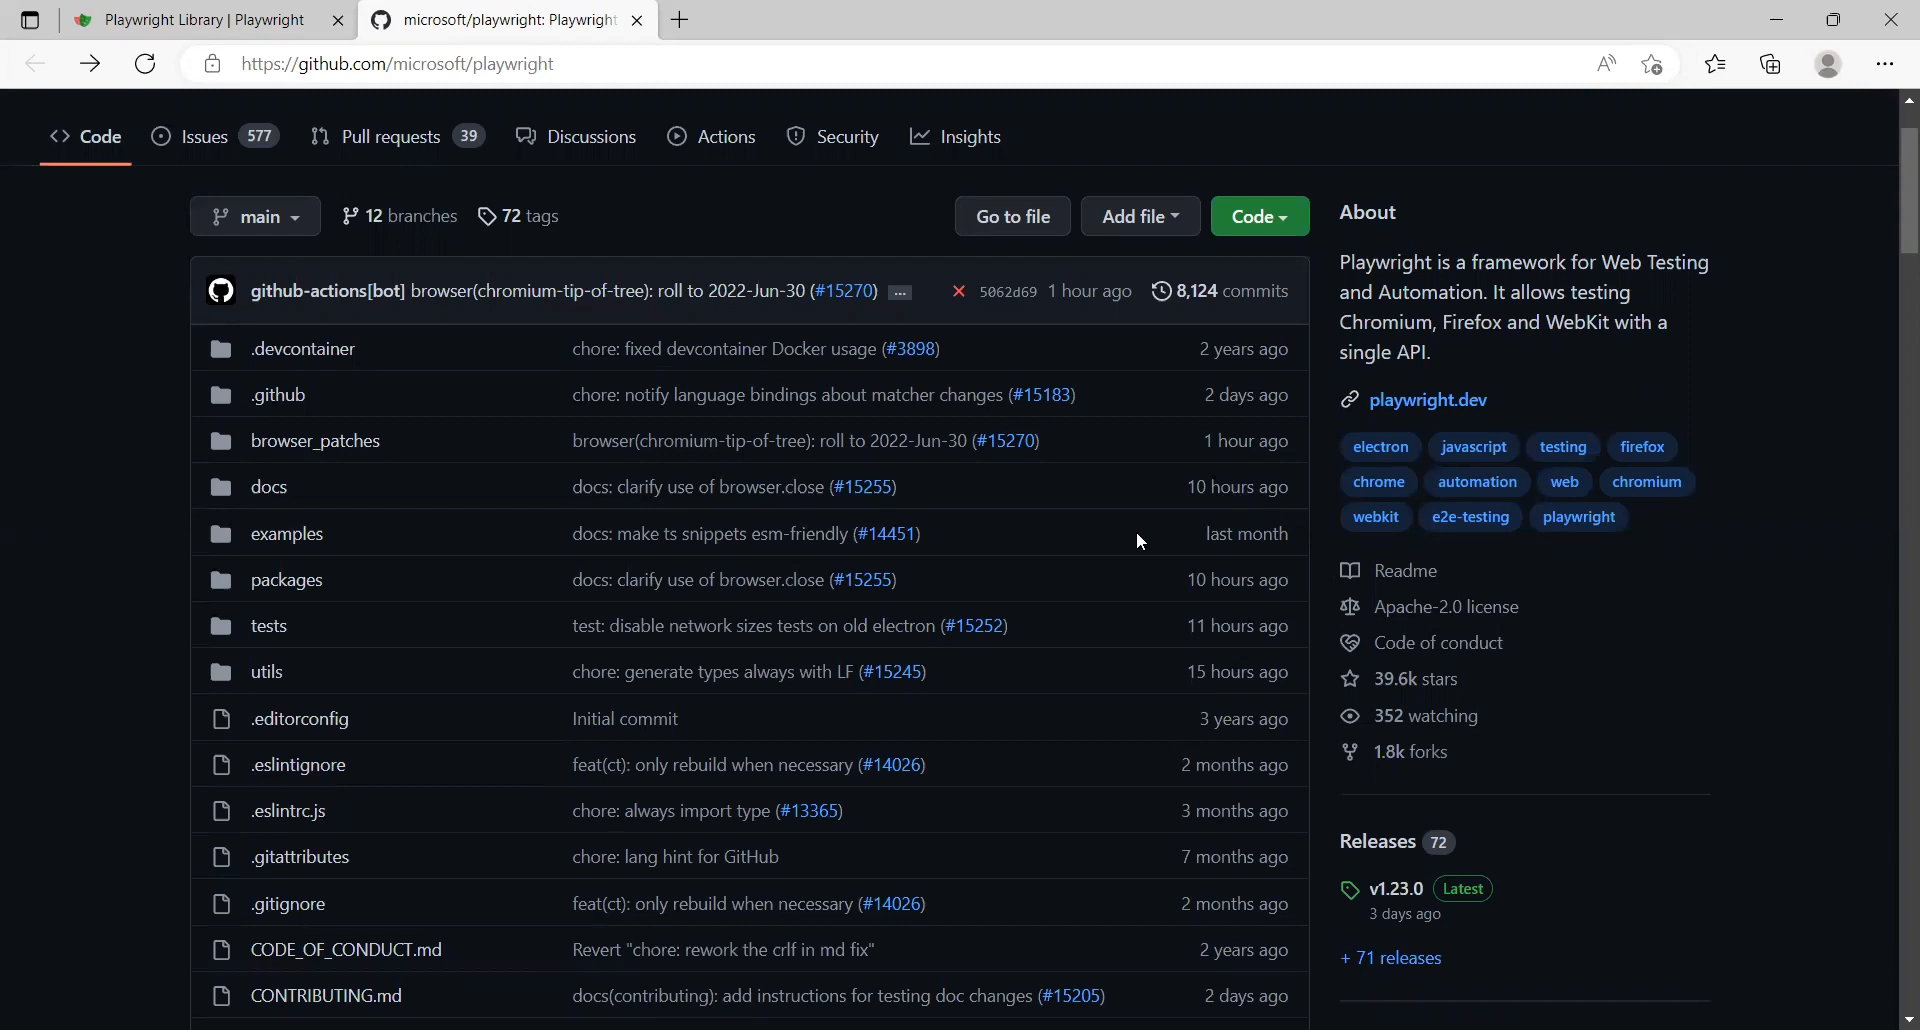 Playwright Library | Playwright
microsoft/playwright: Playwright
https://github.com/microsoft/playwright
Code Issues 577 Pull requests 39 Discussions Actions Security Insights
main 12 branches 72 tags Go to file Add file Code
github-actions[bot] browser(chromium-tip-of-tree): roll to 2022-Jun-30 (#15270) ... 5062d69 1 hour ago 8,124 commits
.devcontainer chore: fixed devcontainer Docker usage (#3898) 2 years ago
.github chore: notify language bindings about matcher changes (#15183) 2 days ago
browser_patches browser(chromium-tip-of-tree): roll to 2022-Jun-30 (#15270) 1 hour ago
docs docs: clarify use of browser.close (#15255) 10 hours ago
examples docs: make ts snippets esm-friendly (#14451) last month
packages docs: clarify use of browser.close (#15255) 10 hours ago
tests test: disable network sizes tests on old electron (#15252) 11 hours ago
utils chore: generate types always with LF (#15245) 15 hours ago
.editorconfig Initial commit 3 years ago
.eslintignore feat(ct): only rebuild when necessary (#14026) 2 months ago
.eslintrc.js chore: always import type (#13365) 3 months ago
.gitattributes chore: lang hint for GitHub 7 months ago
.gitignore feat(ct): only rebuild when necessary (#14026) 2 months ago
CODE_OF_CONDUCT.md Revert "chore: rework the crlf in md fix" 2 years ago
CONTRIBUTING.md docs(contributing): add instructions for testing doc changes (#15205) 2 days ago
About
Playwright is a framework for Web Testing
and Automation. It allows testing
Chromium, Firefox and WebKit with a
single API.
playwright.dev
electron javascript testing firefox
chrome automation web chromium
webkit e2e-testing playwright
Readme
Apache-2.0 license
Code of conduct
39.6k stars
352 watching
1.8k forks
Releases 72
v1.23.0 Latest
3 days ago
+ 71 releases